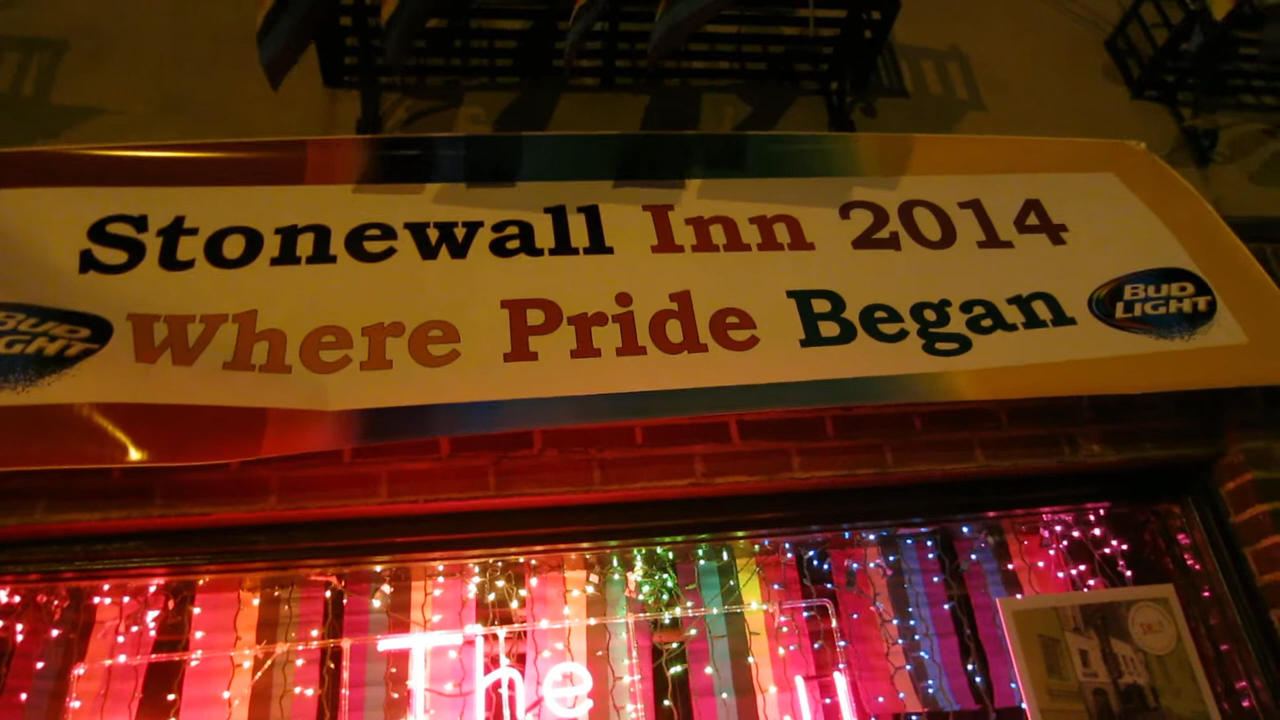 Stonewall Inn 2014
BUD LIGHT
Where Pride Began
BUD
LIGHT
The